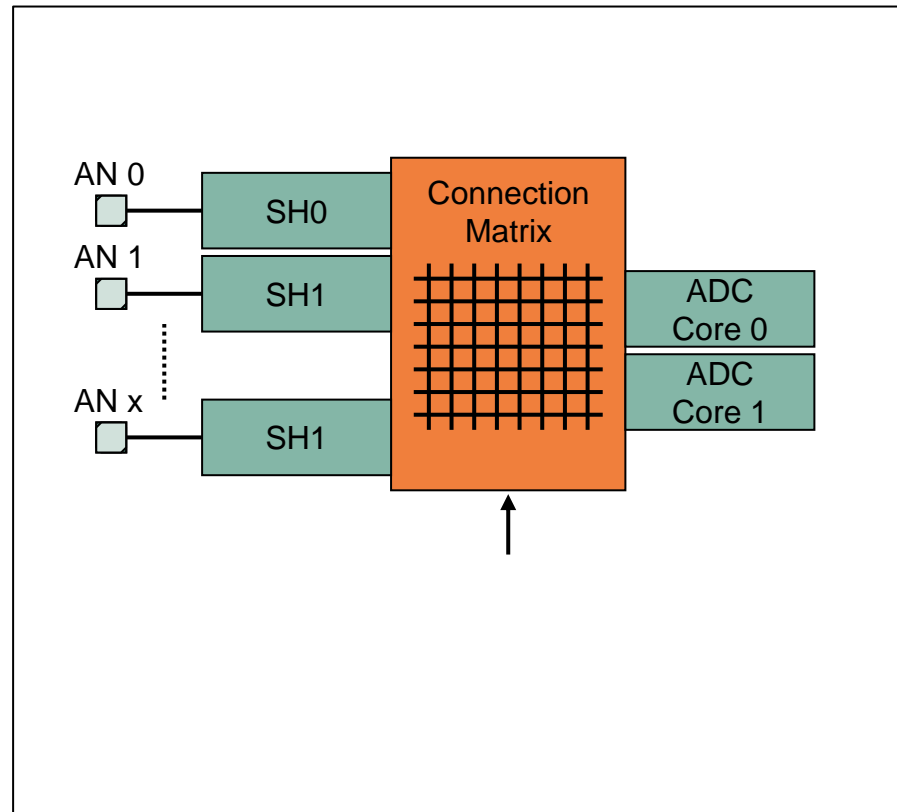 AN 0
SH0
AN 1
SH1
AN x
SH1
Connection
Matrix
ADC
Core 0
ADC
Core 1